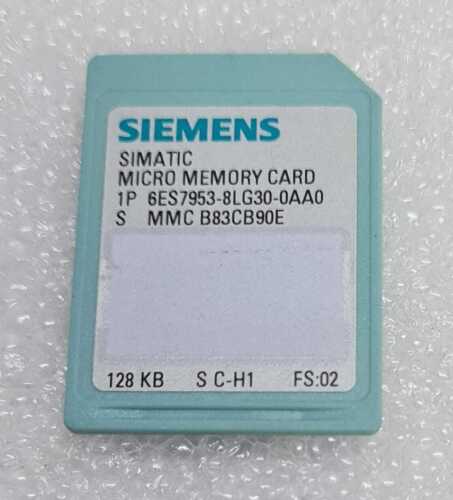 SIEMENS
SIMATIC
MICRO MEMORY CARD
1P 6ES7953-8LG30-0AA0
S MMC B83CB90E
128 KB S C-H1 FS:02